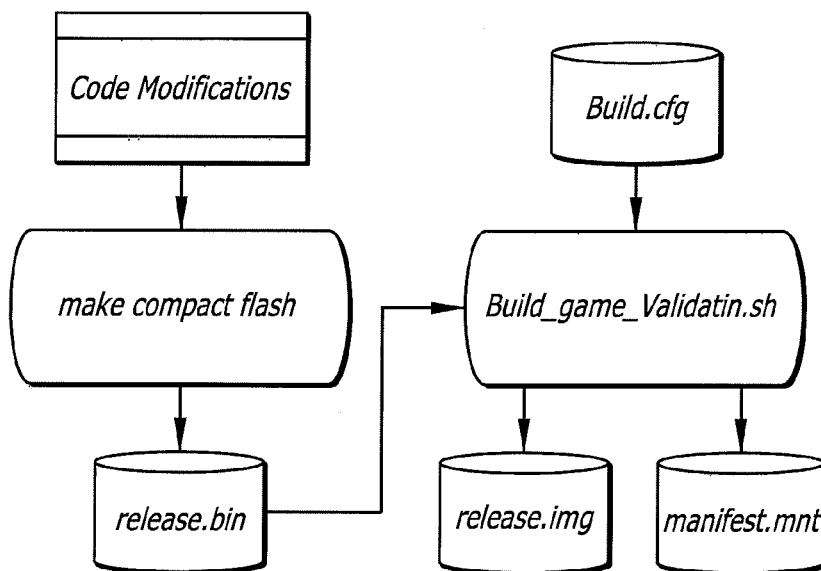 Code Modifications
Build.cfg
make compact flash
Build_game_Validatin.sh
release.bin
release.img
manifest.mnt